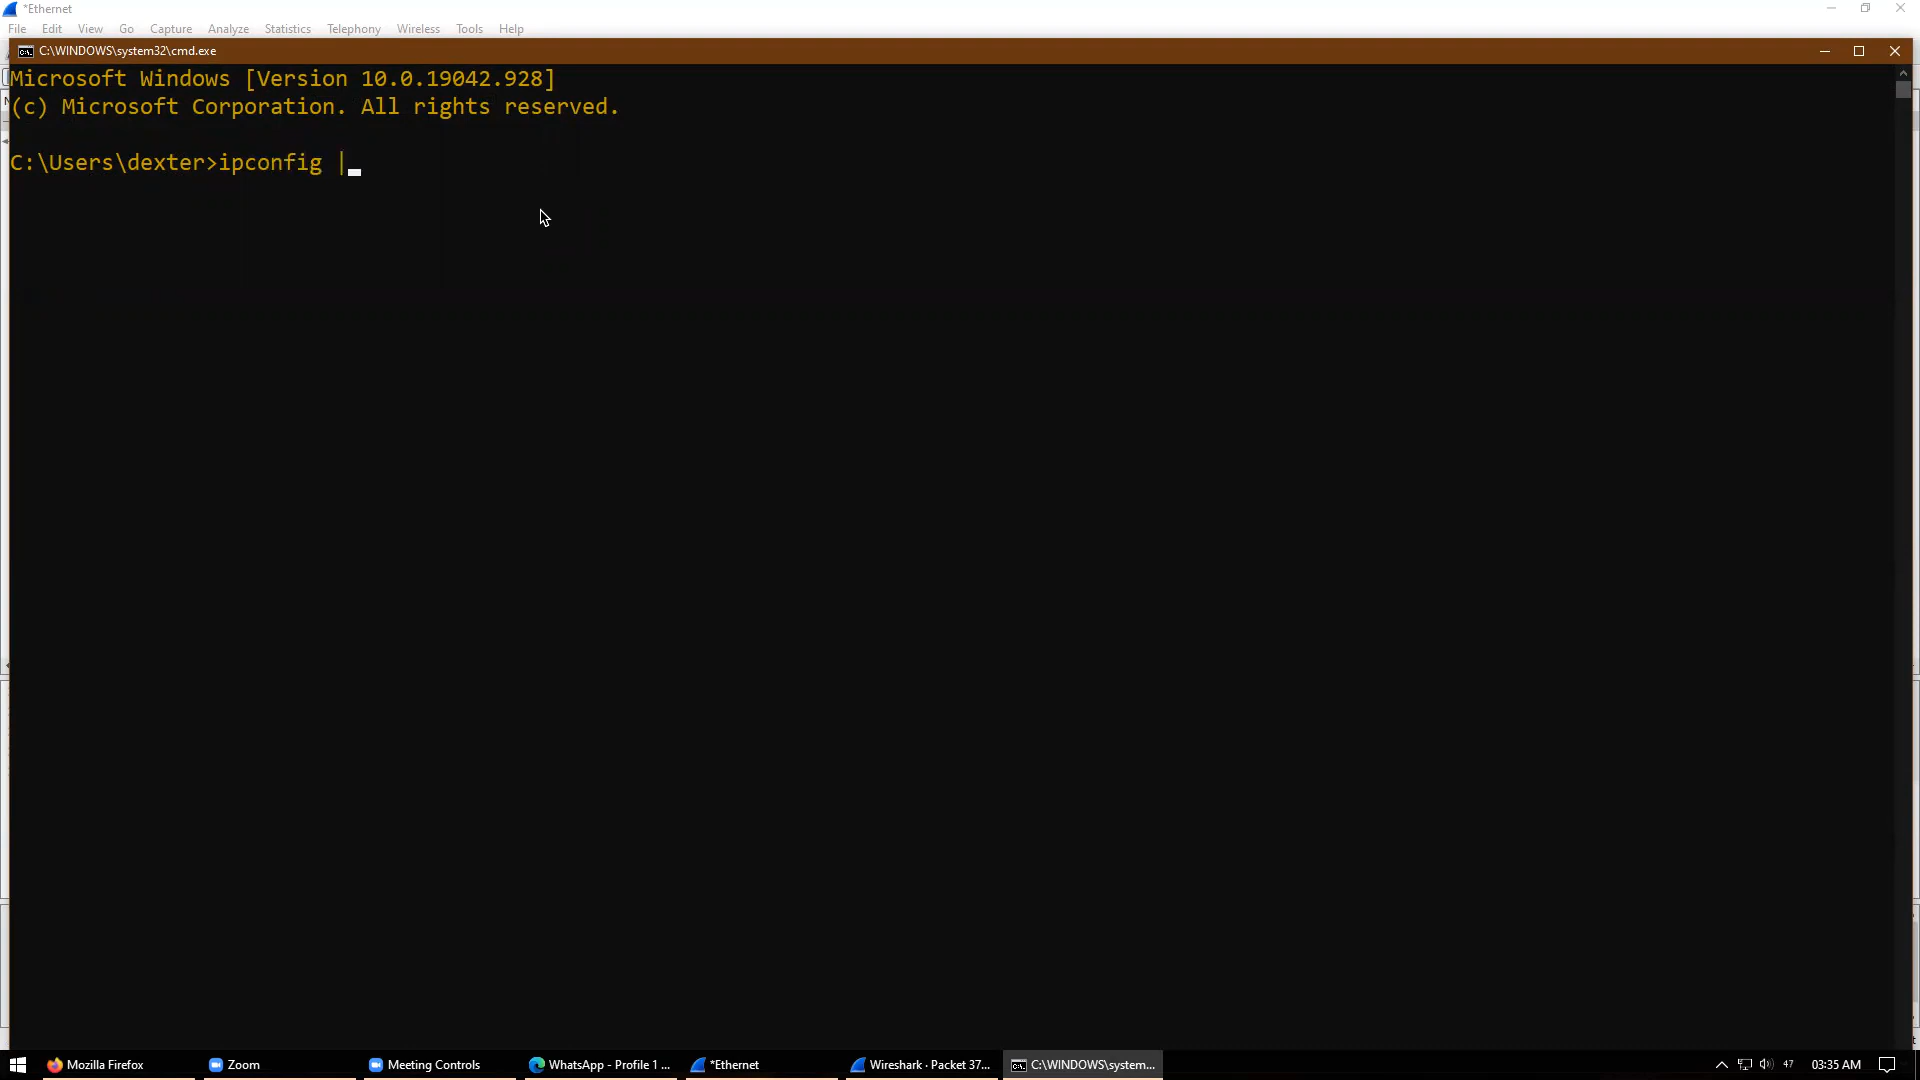 *Ethernet
File Edit View Go Capture Analyze Statistics Telephony Wireless Tools Help
C:\WINDOWS\system32\cmd.exe
Microsoft Windows [Version 10.0.19042.928]
(c) Microsoft Corporation. All rights reserved.
C:\Users\dexter>ipconfig |
Mozilla Firefox Zoom Meeting Controls WhatsApp - Profile 1 ... *Ethernet Wireshark · Packet 37... C:\WINDOWS\system... 47 03:35 AM